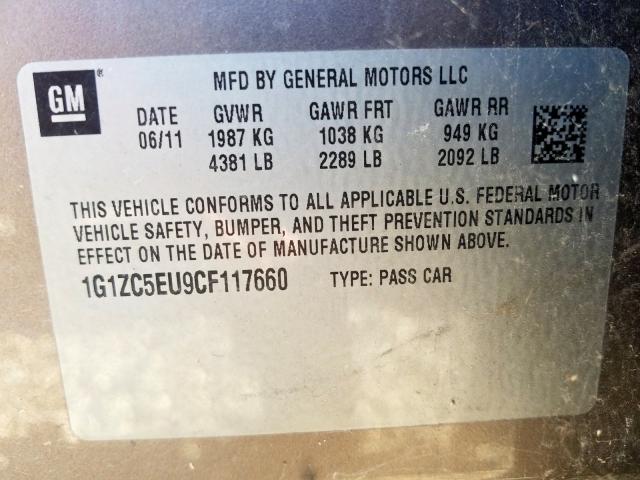 GM ®
MFD BY GENERAL MOTORS LLC
DATE GVWR GAWR FRT GAWR RR
06/11 1987 KG 1038 KG 949 KG
4381 LB 2289 LB 2092 LB
THIS VEHICLE CONFORMS TO ALL APPLICABLE U.S. FEDERAL MOTOR
VEHICLE SAFETY, BUMPER, AND THEFT PREVENTION STANDARDS IN
EFFECT ON THE DATE OF MANUFACTURE SHOWN ABOVE.
1G1ZC5EU9CF117660 TYPE: PASS CAR